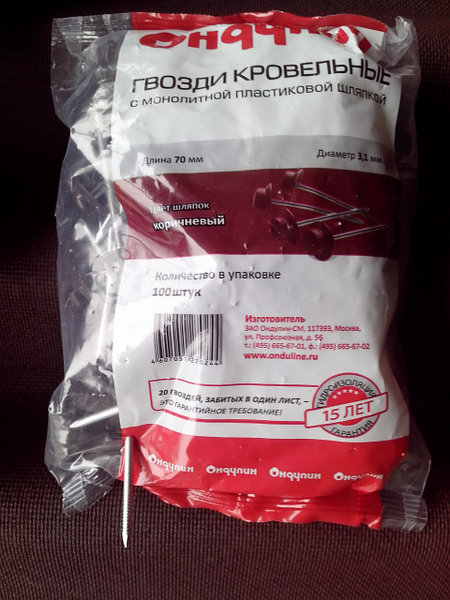 Ондулин
ГВОЗДИ КРОВЕЛЬНЫЕ
С МОНОЛИТНОЙ ПЛАСТИКОВОЙ ШЛЯПКОЙ
Длина 70 мм
Диаметр 3,1 мм
Цвет шляпок
коричневый
Количество в упаковке
100 штук
Изготовитель
ЗАО Ондулин-СМ, 117393, Москва,
ул. Профсоюзная, д. 56
т.: (495) 665-67-01, ф.: (495) 665-67-02
www.onduline.ru
20 ГВОЗДЕЙ, ЗАБИТЫХ В ОДИН ЛИСТ, –
ЭТО ГАРАНТИЙНОЕ ТРЕБОВАНИЕ!
ГИДРОИЗОЛЯЦИЯ
15 ЛЕТ
ГАРАНТИЯ
Ондулин Ондулин Ондулин Ондулин